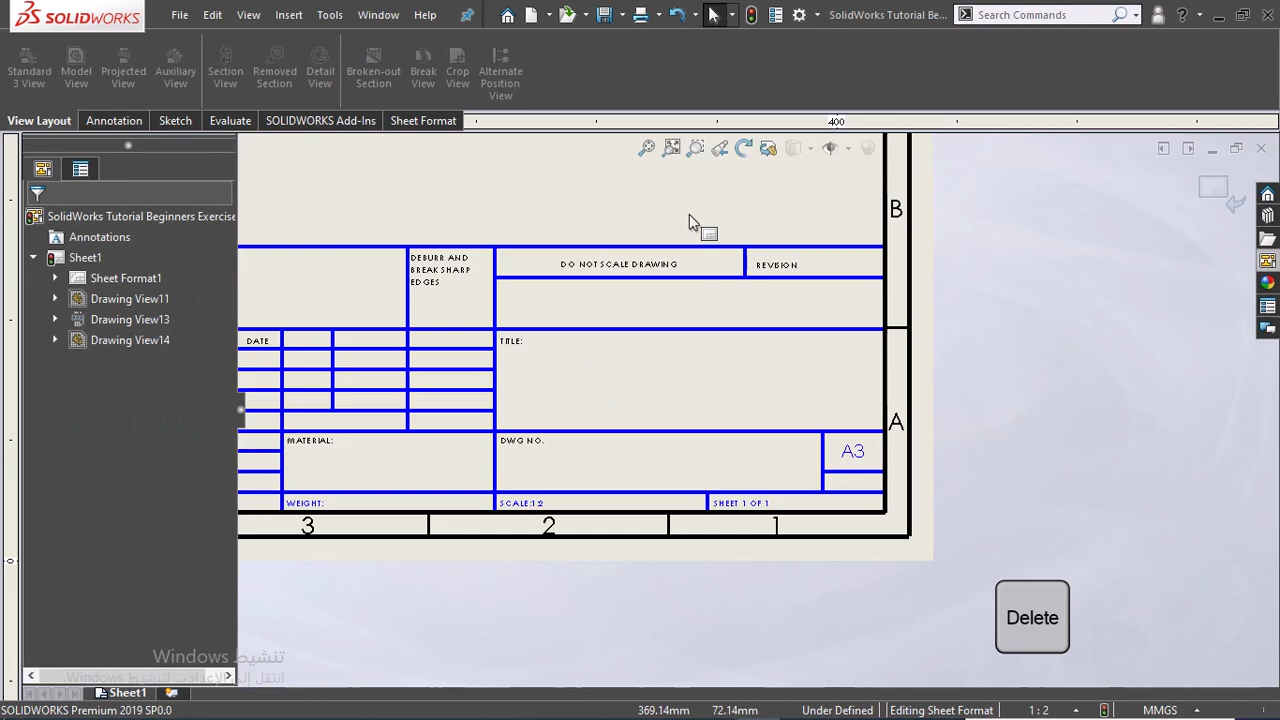 SOLIDWORKS
File Edit View Insert Tools Window Help
SolidWorks Tutorial Be...
Search Commands
Standard 3 View
Model View
Projected View
Auxiliary View
Section View
Removed Section
Detail View
Broken-out Section
Break View
Crop View
Alternate Position View
View Layout Annotation Sketch Evaluate SOLIDWORKS Add-Ins Sheet Format
400
SolidWorks Tutorial Beginners Exercise
Annotations
Sheet1
Sheet Format1
Drawing View11
Drawing View13
Drawing View14
B
DEBURR AND
BREAK SHARP
EDGES
DO NOT SCALE DRAWING
REVISION
DATE
TITLE:
A
MATERIAL:
DWG NO.
A3
WEIGHT:
SCALE:1:2
SHEET 1 OF 1
3 2 1
Delete
تنشيط Windows
انتقل إلى الإعدادات لتنشيط Windows
Sheet1
SOLIDWORKS Premium 2019 SP0.0
369.14mm 72.14mm Under Defined Editing Sheet Format 1 : 2 MMGS